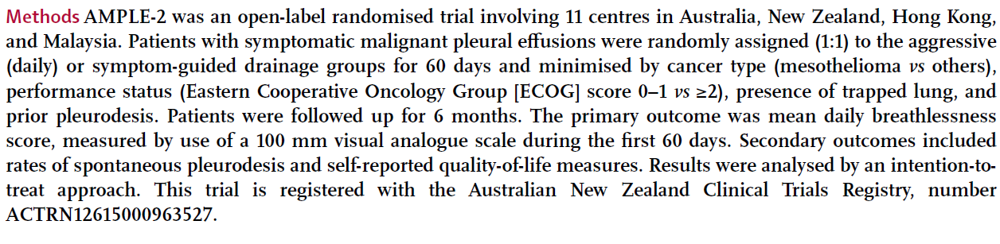 Methods AMPLE-2 was an open-label randomised trial involving 11 centres in Australia, New Zealand, Hong Kong,
and Malaysia. Patients with symptomatic malignant pleural effusions were randomly assigned (1:1) to the aggressive
(daily) or symptom-guided drainage groups for 60 days and minimised by cancer type (mesothelioma vs others),
performance status (Eastern Cooperative Oncology Group [ECOG] score 0–1 vs ≥2), presence of trapped lung, and
prior pleurodesis. Patients were followed up for 6 months. The primary outcome was mean daily breathlessness
score, measured by use of a 100 mm visual analogue scale during the first 60 days. Secondary outcomes included
rates of spontaneous pleurodesis and self-reported quality-of-life measures. Results were analysed by an intention-to-
treat approach. This trial is registered with the Australian New Zealand Clinical Trials Registry, number
ACTRN12615000963527.